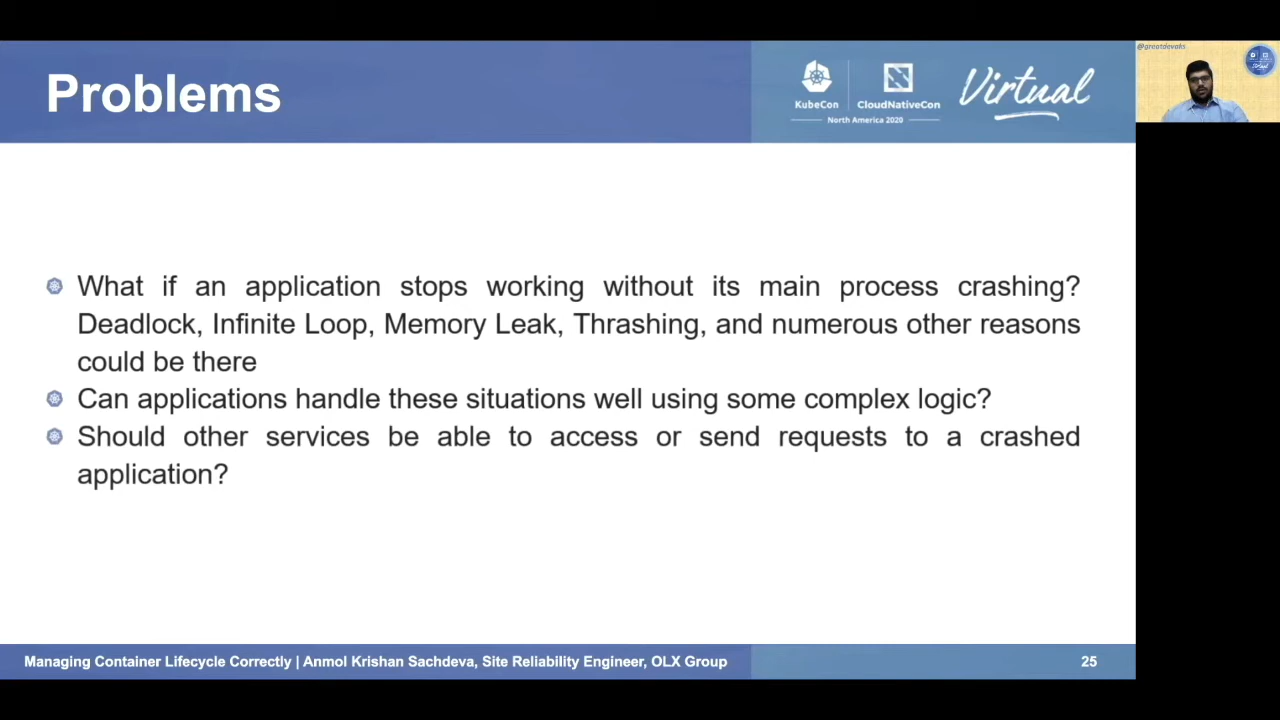 Problems
KubeCon
CloudNativeCon
North America 2020
Virtual
@greatdevaks
What if an application stops working without its main process crashing?
Deadlock, Infinite Loop, Memory Leak, Thrashing, and numerous other reasons
could be there
Can applications handle these situations well using some complex logic?
Should other services be able to access or send requests to a crashed
application?
Managing Container Lifecycle Correctly | Anmol Krishan Sachdeva, Site Reliability Engineer, OLX Group
25